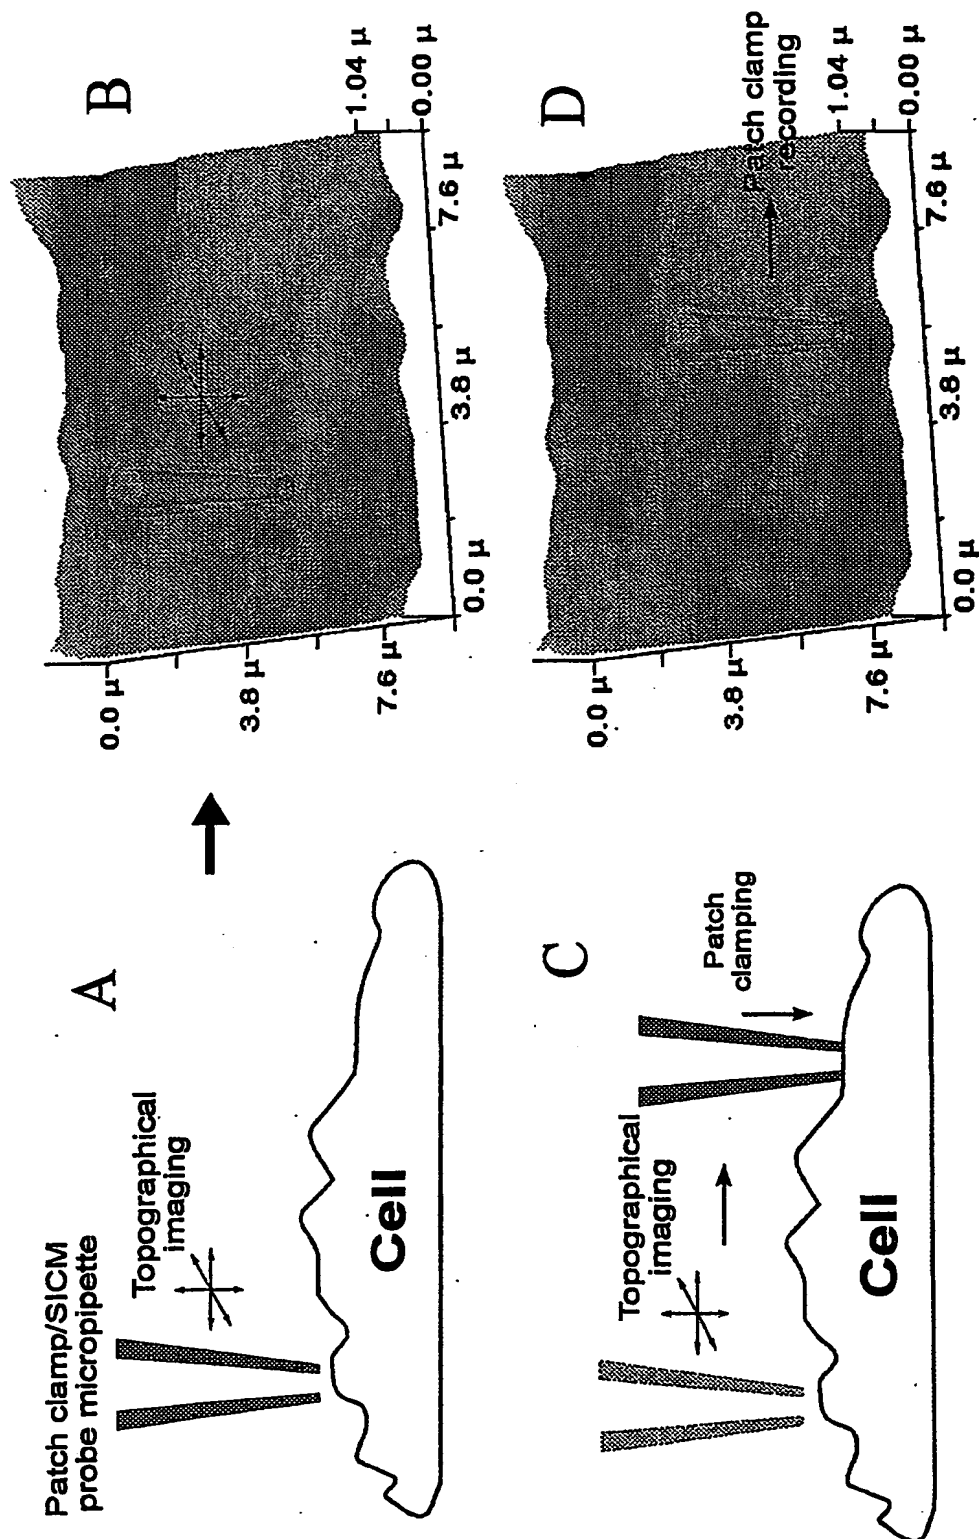 A
Patch clamp/SICM
probe micropipette
Topographical
imaging
Cell
B
0.0 µ
3.8 µ
7.6 µ
0.0 µ
3.8 µ
7.6 µ
1.04 µ
0.00 µ
C
Topographical
imaging
Patch
clamping
Cell
D
Patch clamp
recording
0.0 µ
3.8 µ
7.6 µ
0.0 µ
3.8 µ
7.6 µ
1.04 µ
0.00 µ